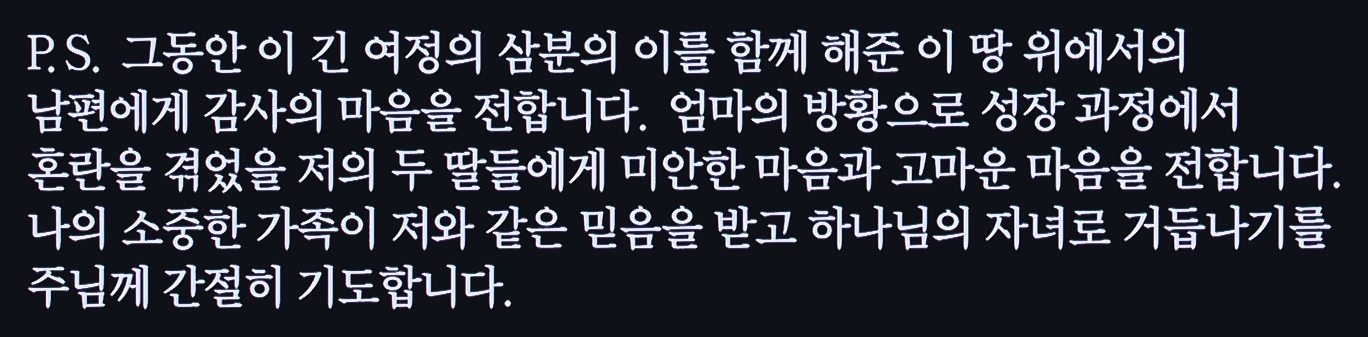 P.S. 그동안 이 긴 여정의 삼분의 이를 함께 해준 이 땅 위에서의
남편에게 감사의 마음을 전합니다. 엄마의 방황으로 성장 과정에서
혼란을 겪었을 저의 두 딸들에게 미안한 마음과 고마운 마음을 전합니다.
나의 소중한 가족이 저와 같은 믿음을 받고 하나님의 자녀로 거듭나기를
주님께 간절히 기도합니다.